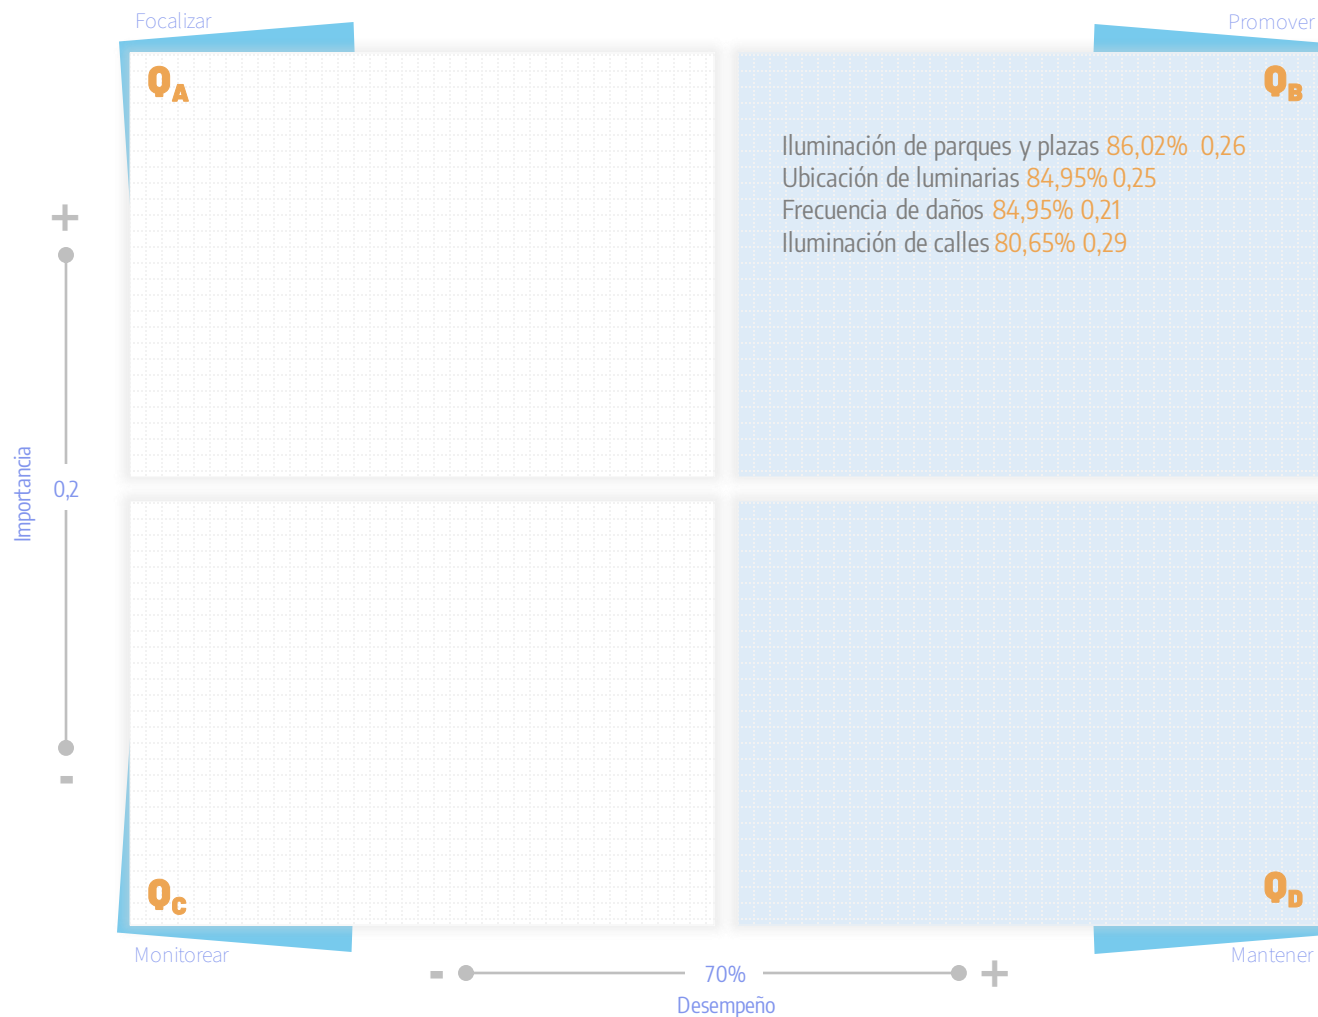 Focalizar
Promover
QA
QB
Iluminación de parques y plazas 86,02% 0,26
Ubicación de luminarias 84,95% 0,25
Frecuencia de daños 84,95% 0,21
Iluminación de calles 80,65% 0,29
+
Importancia
0,2
-
QC
QD
Monitorear
Mantener
- 70% +
Desempeño